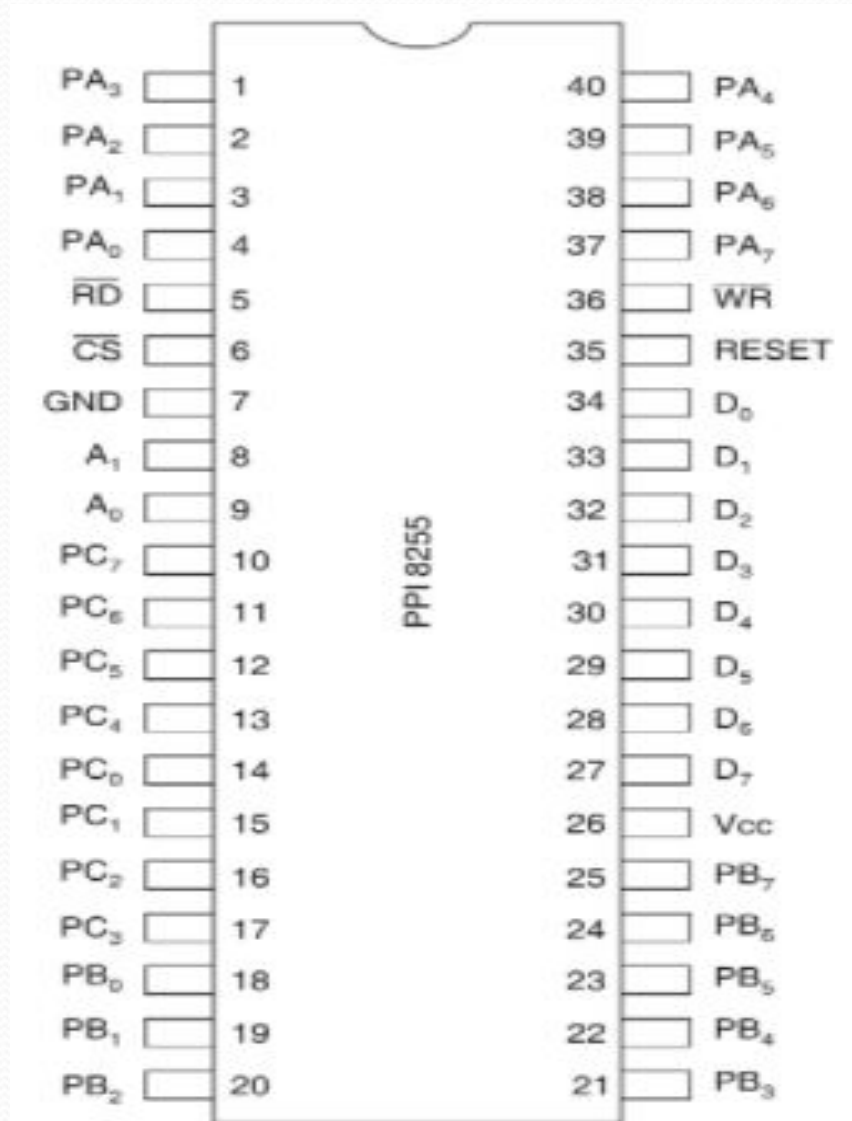 PA₃ 1 40 PA₄
PA₂ 2 39 PA₅
PA₁ 3 38 PA₆
PA₀ 4 37 PA₇
R̅D̅ 5 36 W̅R̅
C̅S̅ 6 35 RESET
GND 7 34 D₀
A₁ 8 33 D₁
A₀ 9 32 D₂
PC₇ 10 31 D₃
PC₆ 11 30 D₄
PC₅ 12 29 D₅
PC₄ 13 28 D₆
PC₀ 14 27 D₇
PC₁ 15 26 Vcc
PC₂ 16 25 PB₇
PC₃ 17 24 PB₆
PB₀ 18 23 PB₅
PB₁ 19 22 PB₄
PB₂ 20 21 PB₃
PPI 8255